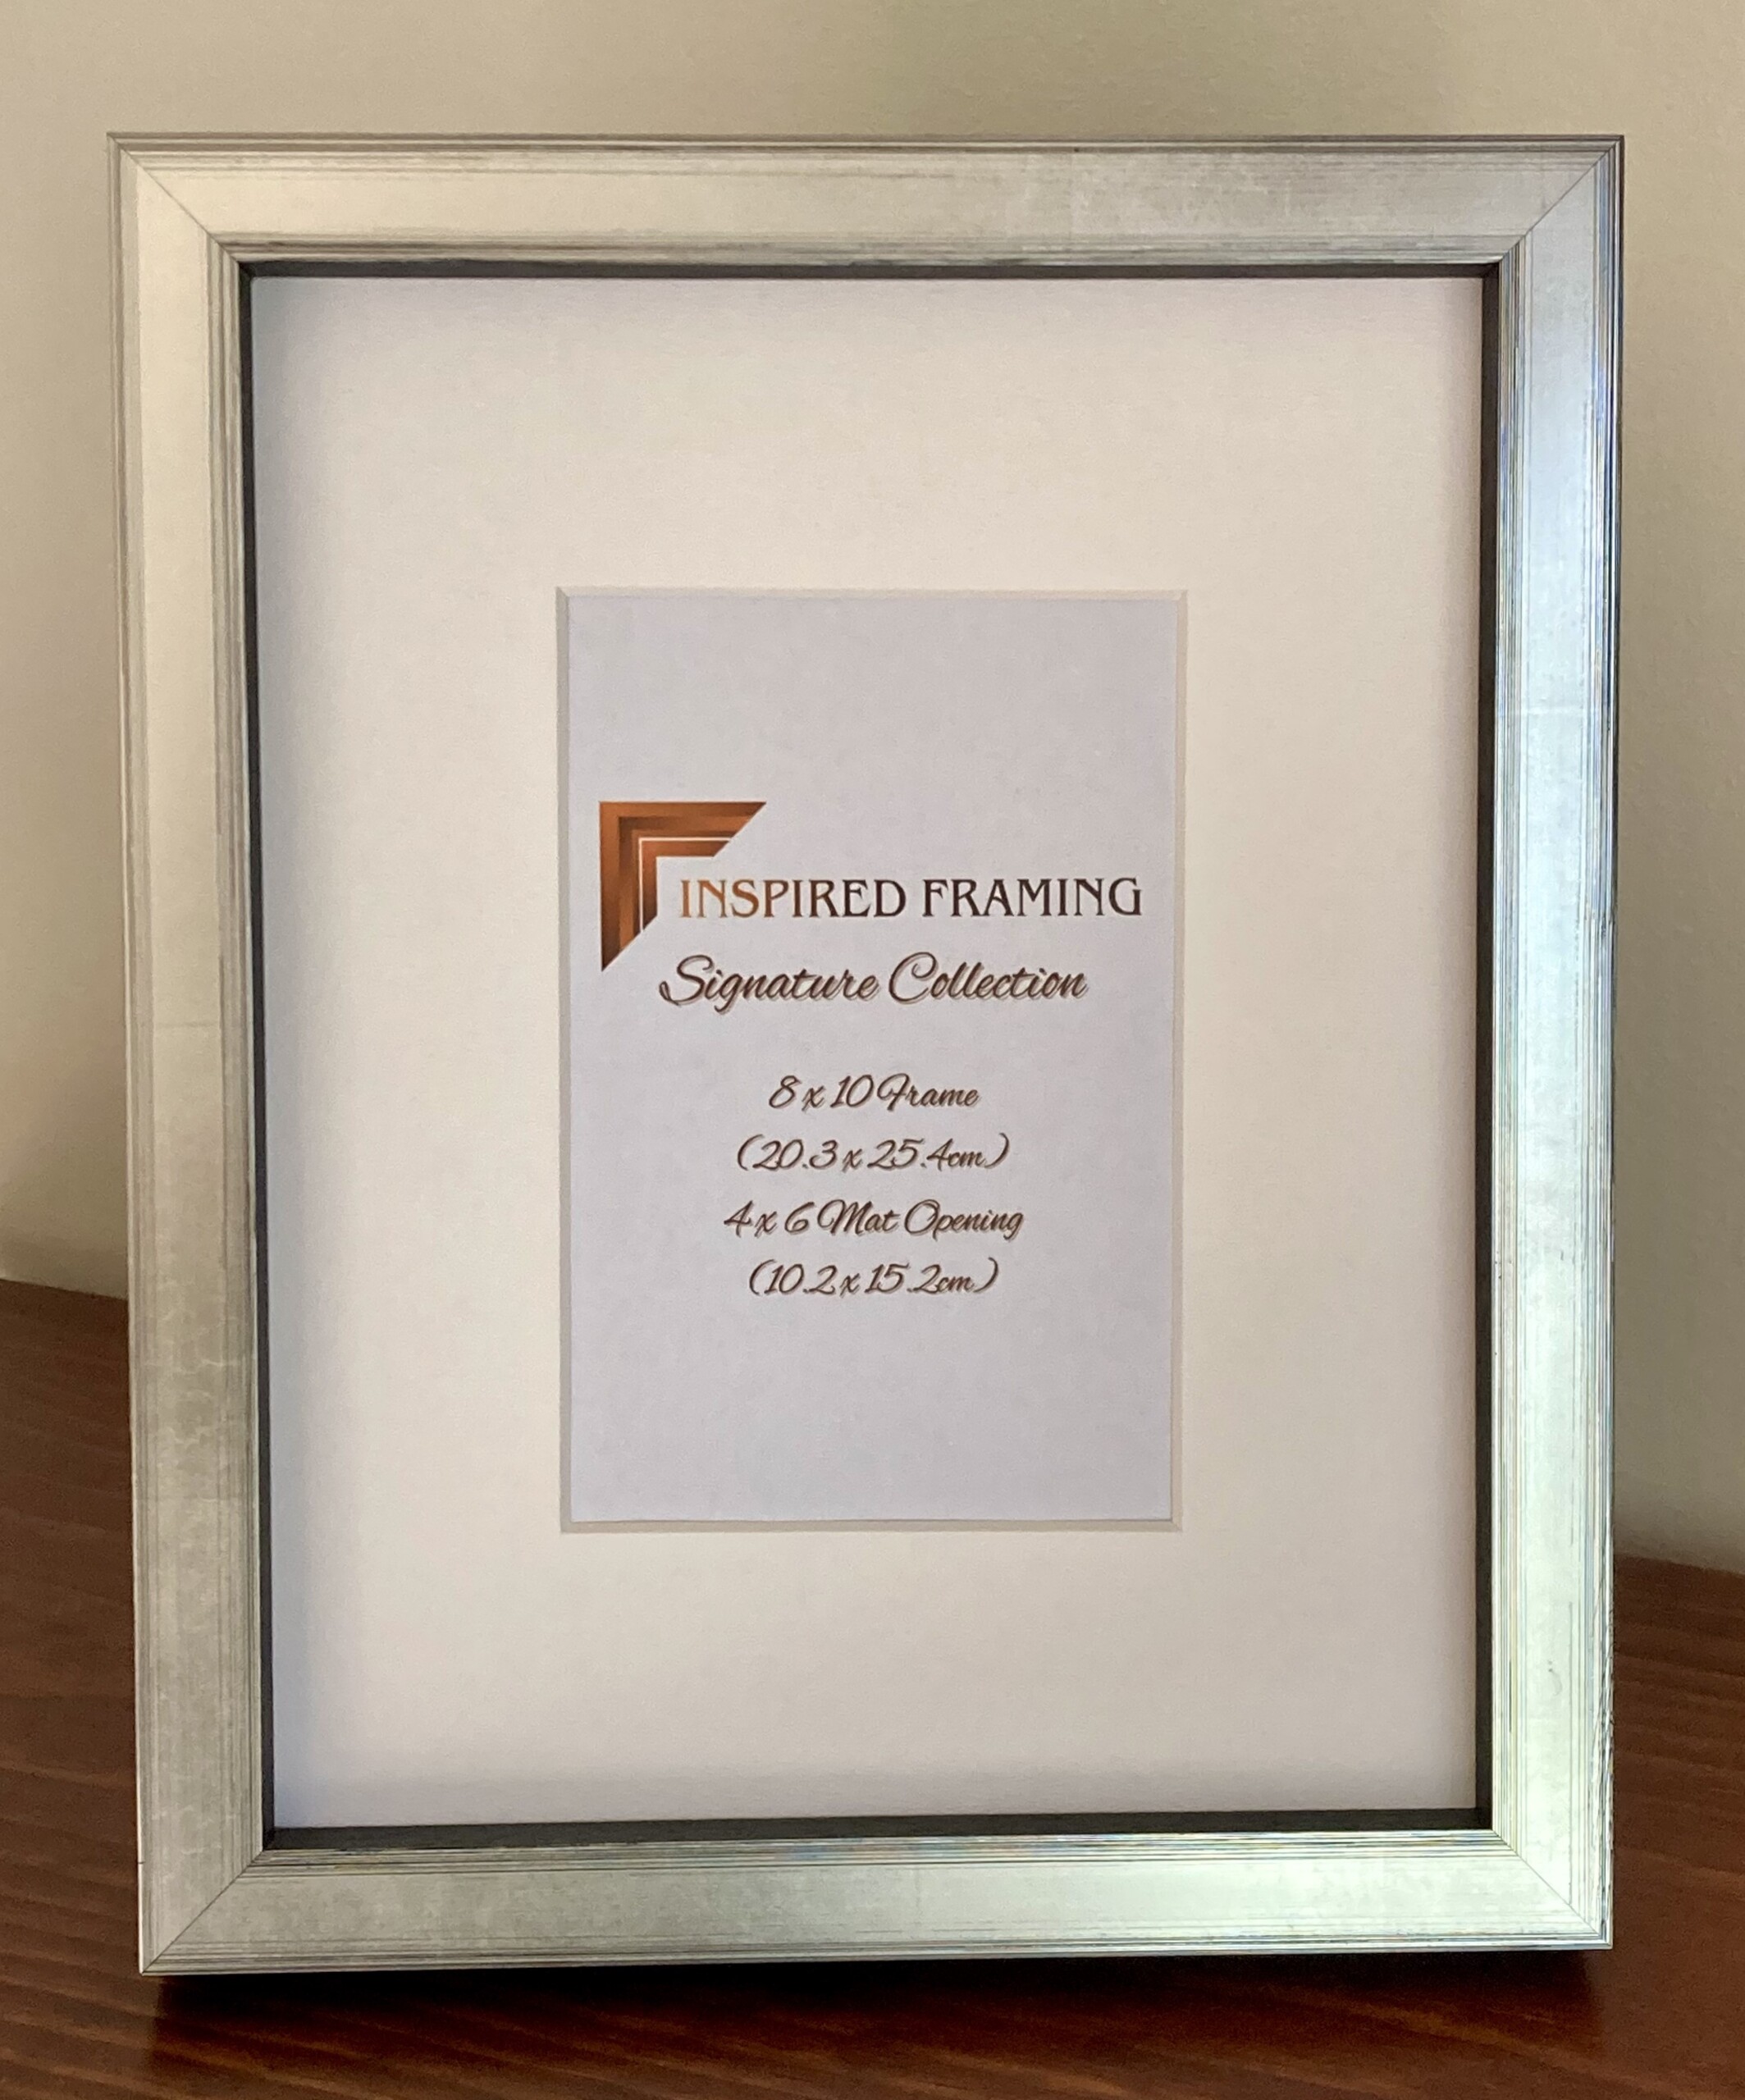 INSPIRED FRAMING
Signature Collection
8 x 10 Frame
(20.3 x 25.4cm)
4 x 6 Mat Opening
(10.2 x 15.2cm)